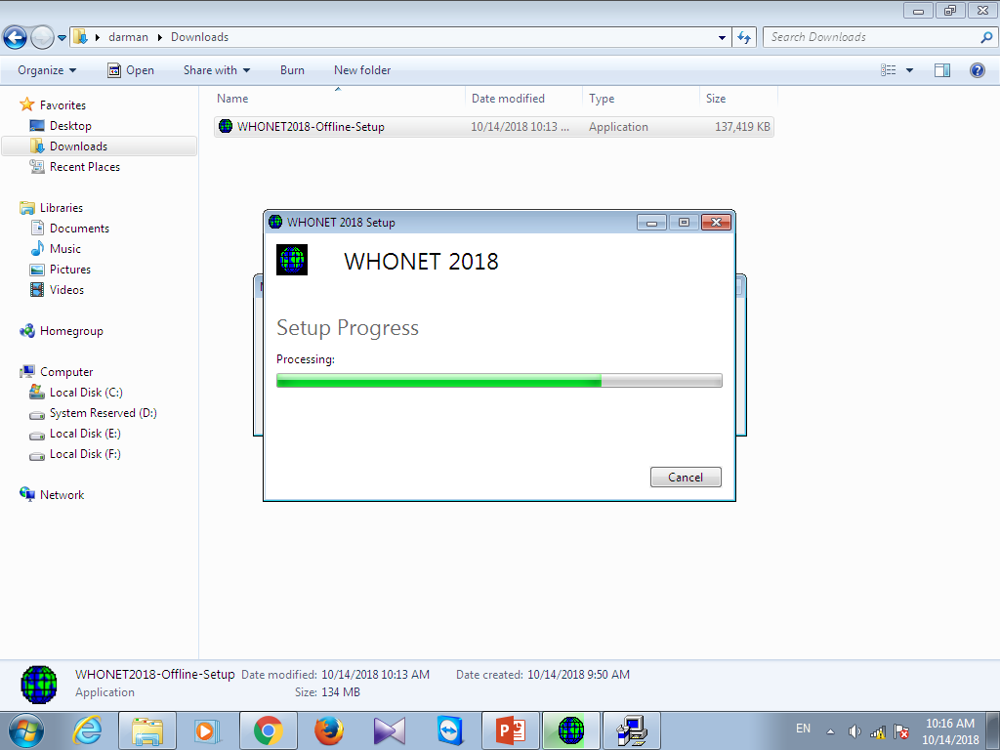 darman
Downloads
Search Downloads
Organize
Open
Share with
Burn
New folder
Name
Date modified
Type
Size
WHONET2018-Offline-Setup
10/14/2018 10:13 ...
Application
137,419 KB
Favorites
Desktop
Downloads
Recent Places
Libraries
Documents
Music
Pictures
Videos
Homegroup
Computer
Local Disk (C:)
System Reserved (D:)
Local Disk (E:)
Local Disk (F:)
Network
WHONET 2018 Setup
WHONET 2018
Setup Progress
Processing:
Cancel
WHONET2018-Offline-Setup
Date modified: 10/14/2018 10:13 AM
Date created: 10/14/2018 9:50 AM
Application
Size: 134 MB
EN
10:16 AM
10/14/2018